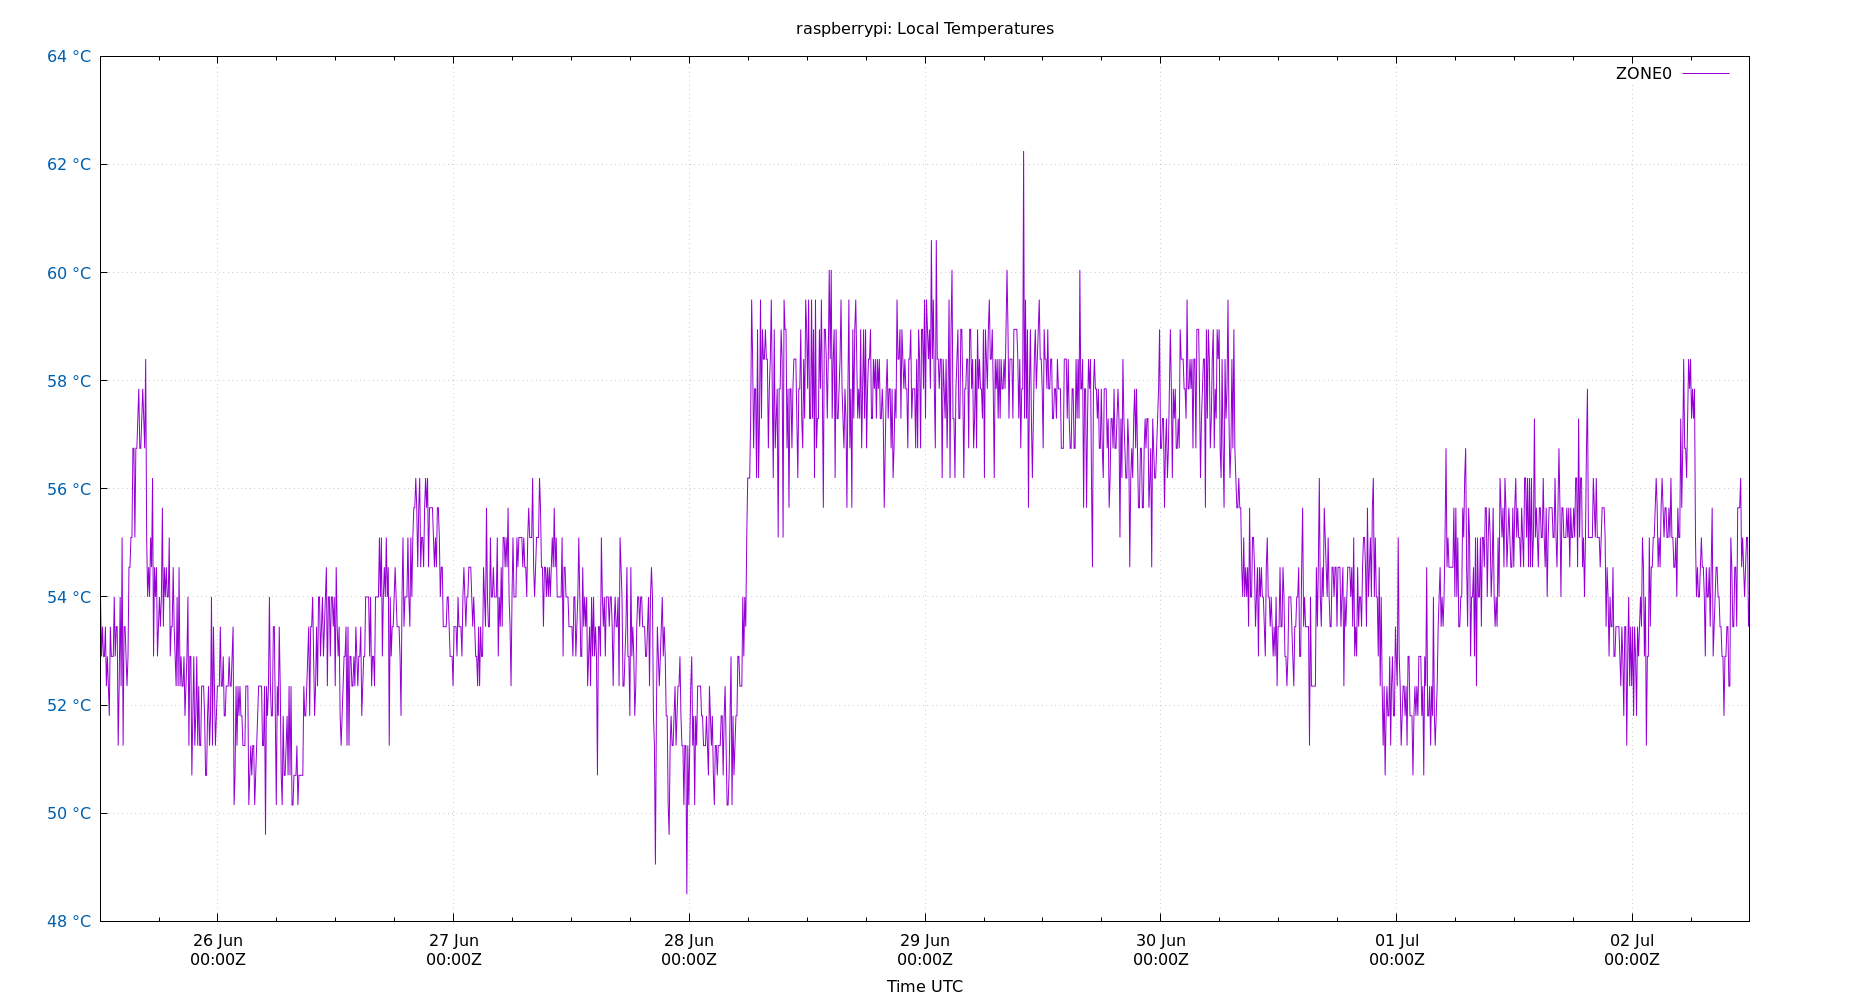 raspberrypi: Local Temperatures
64 °C
ZONE0
62 °C
60 °C
58 °C
56 °C
54 °C
52 °C
50 °C
48 °C
26 Jun 27 Jun 28 Jun 29 Jun 30 Jun 01 Jul 02 Jul
00:00Z 00:00Z 00:00Z 00:00Z 00:00Z 00:00Z 00:00Z
Time UTC